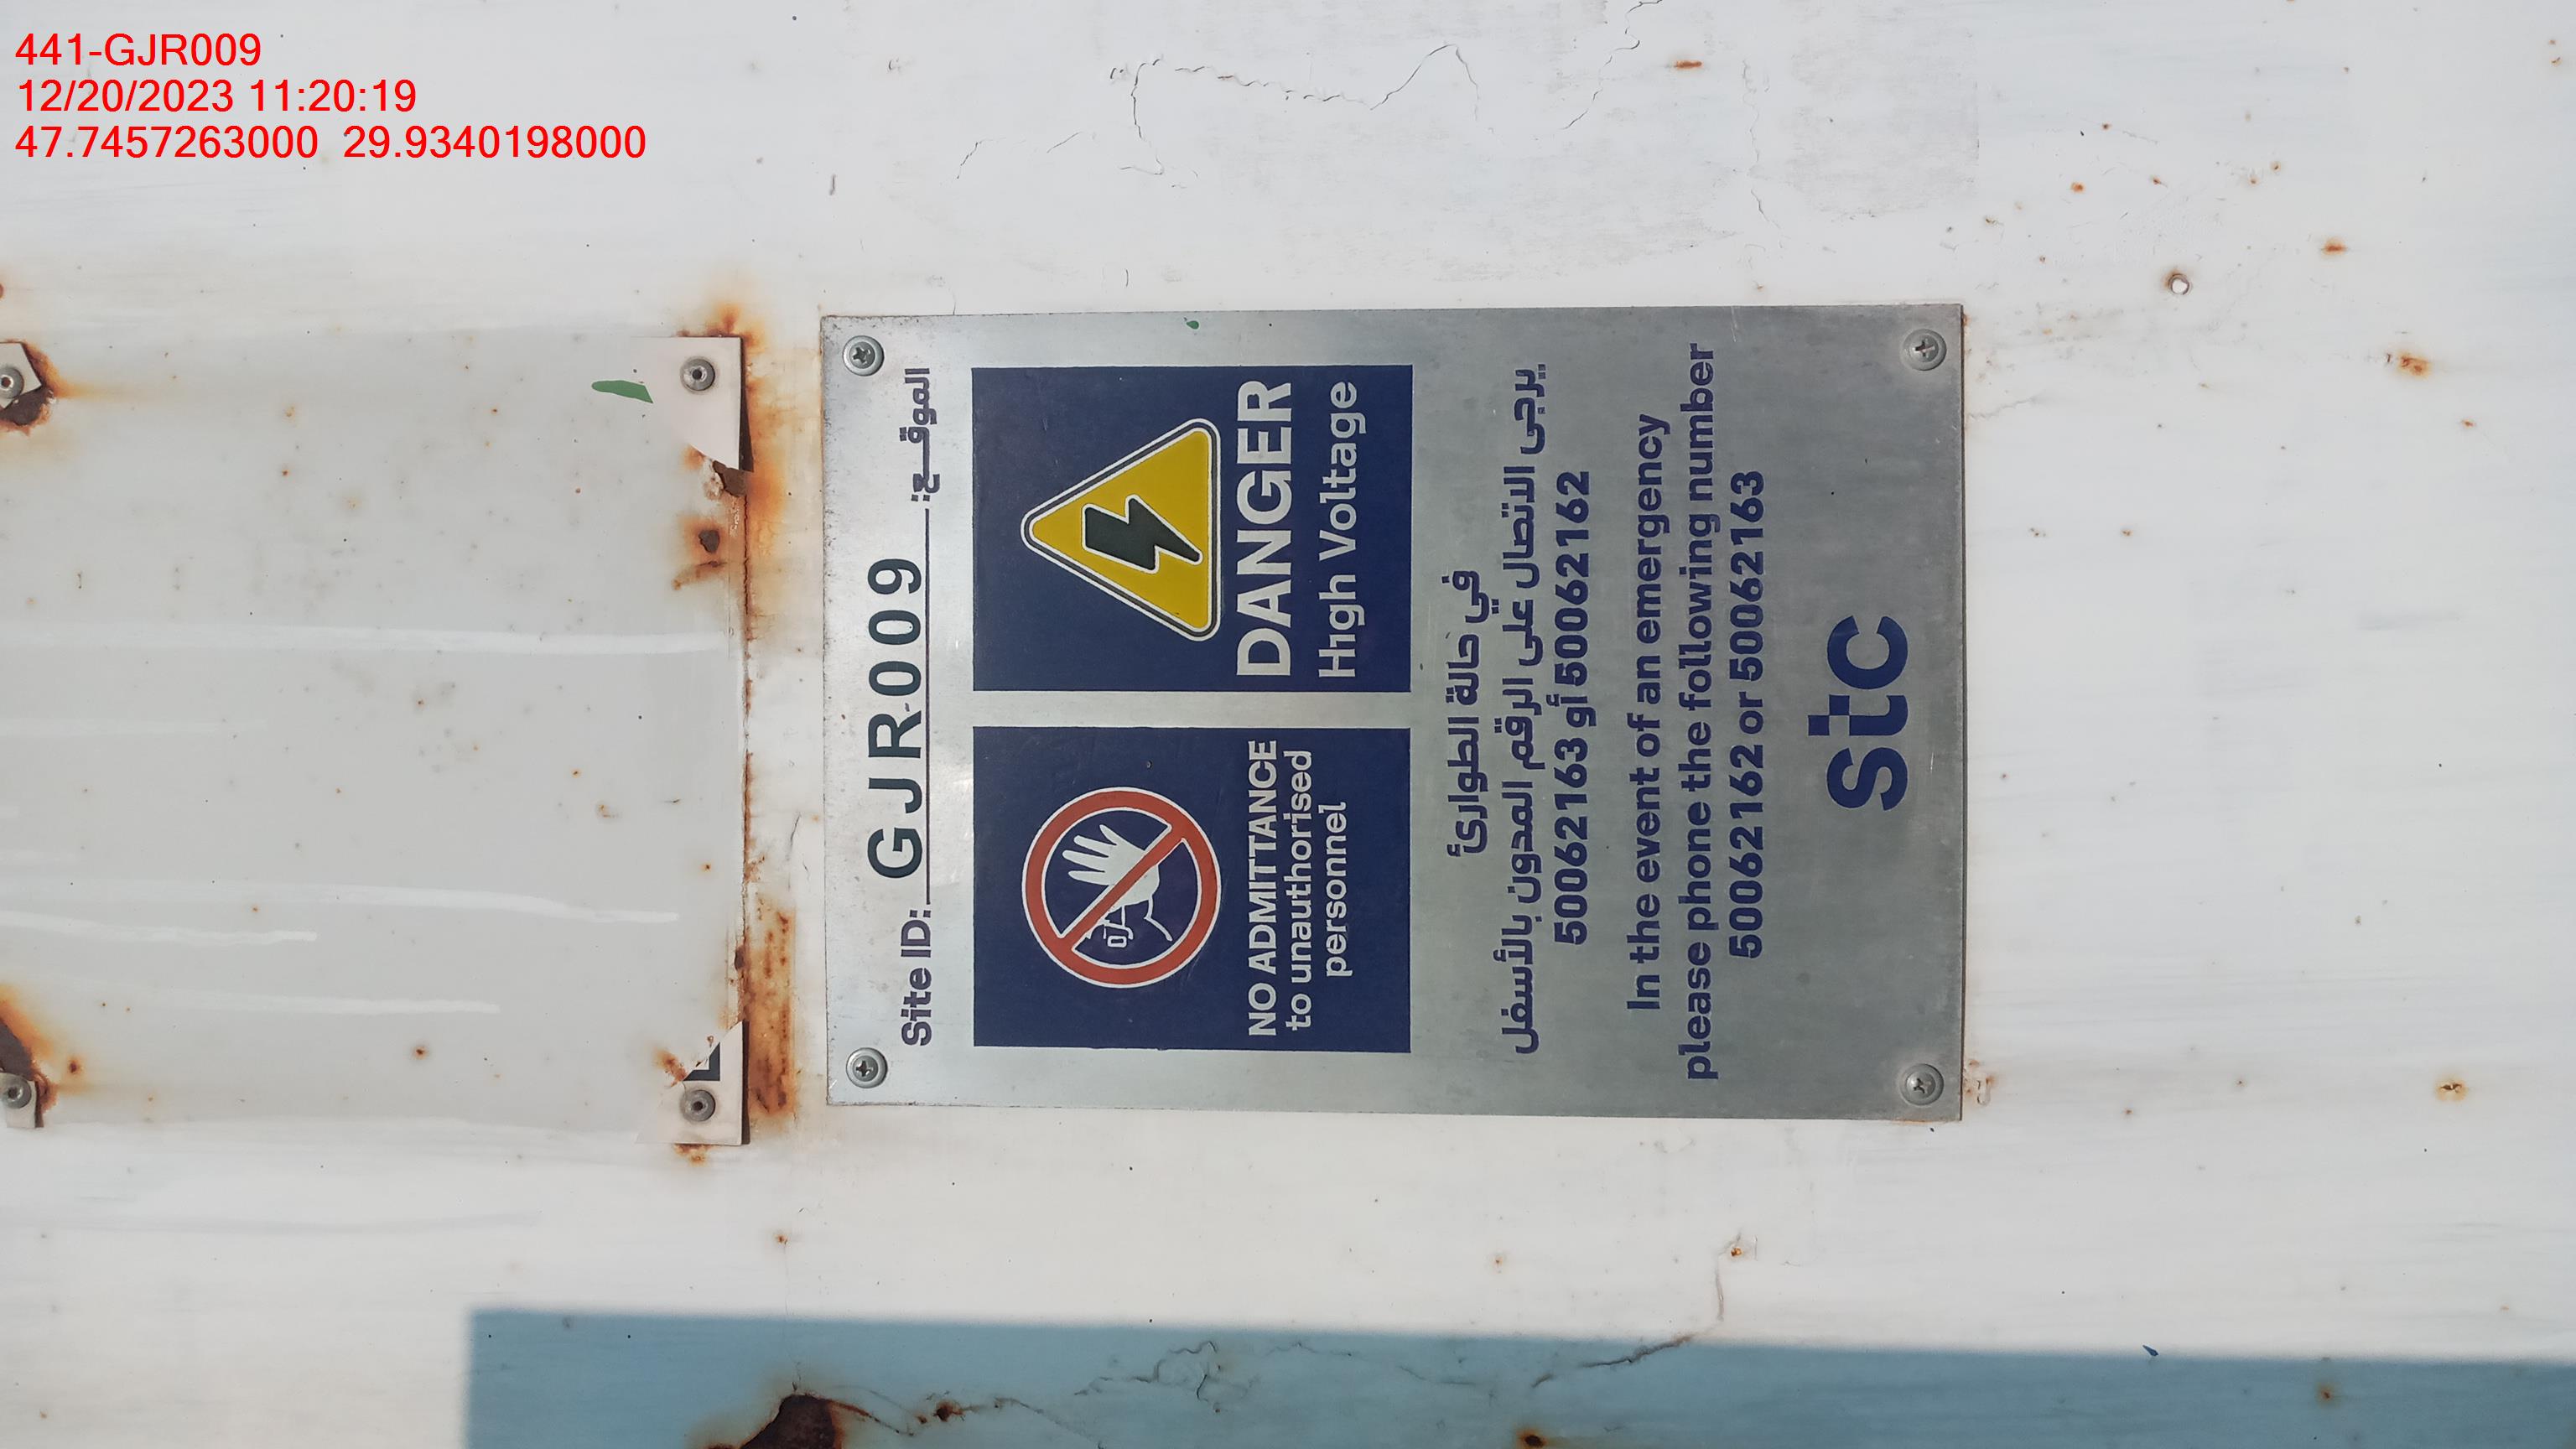 441-GJR009
12/20/2023 11:20:19
47.7457263000 29.9340198000
Site ID: GJR009 الموقـــع:
NO ADMITTANCE
to unauthorised
personnel
DANGER
High Voltage
في حالة الطوارئ
يرجى الاتصال على الرقم المدون بالأسفل
50062163 أو 50062162
In the event of an emergency
please phone the following number
50062162 or 50062163
stc